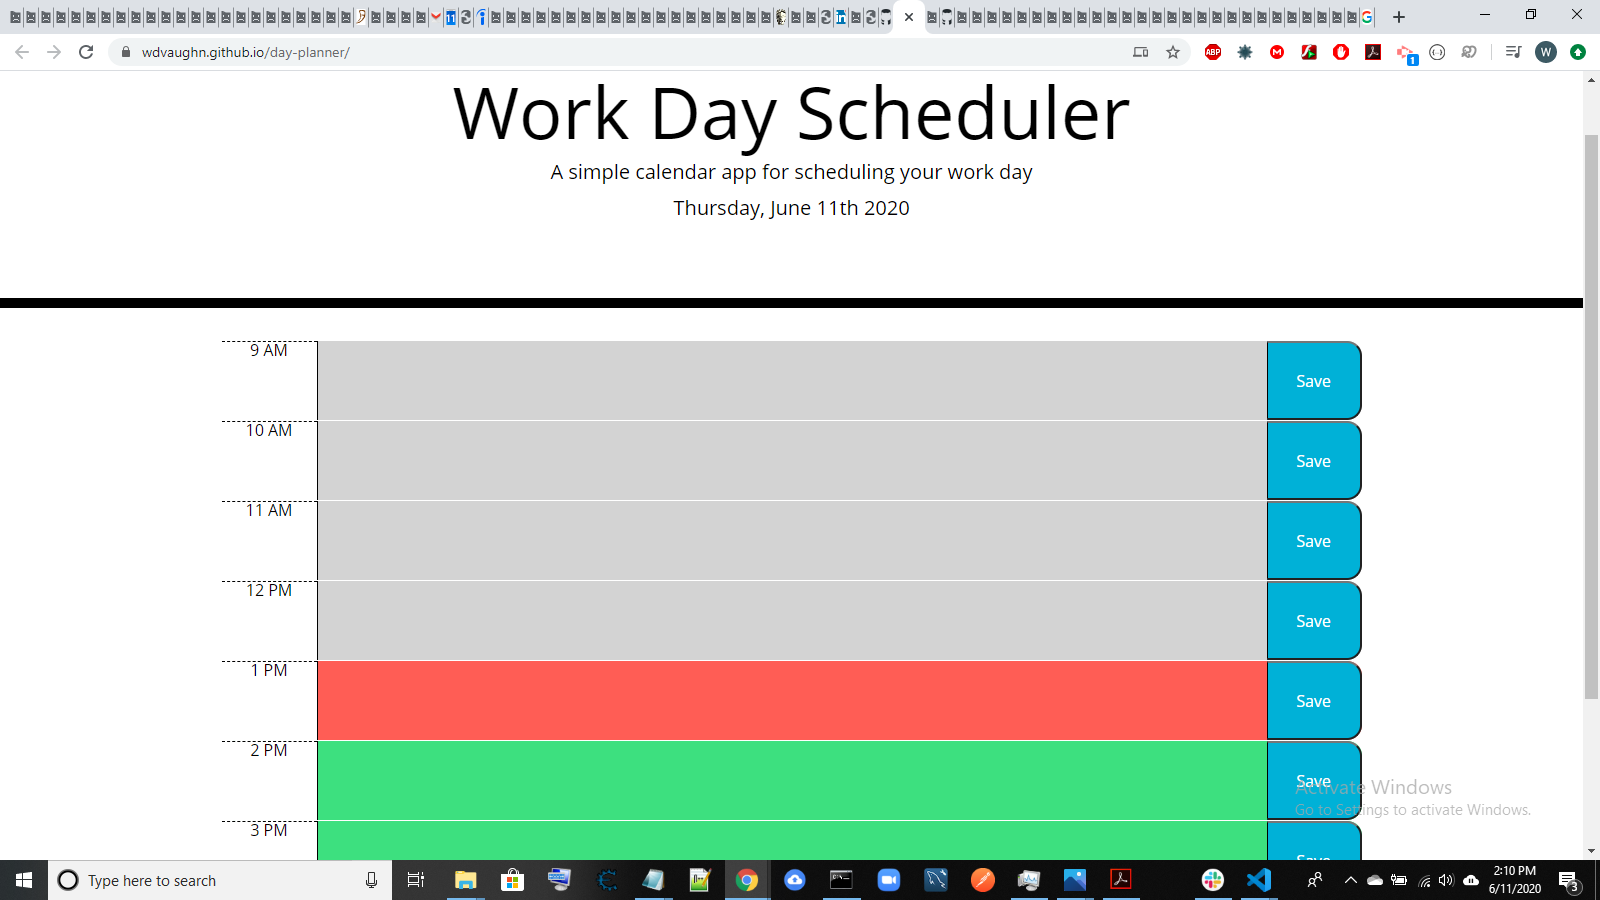 wdvaughn.github.io/day-planner/
ABP
M
1
W
Work Day Scheduler
A simple calendar app for scheduling your work day
Thursday, June 11th 2020
9 AM
Save
10 AM
Save
11 AM
Save
12 PM
Save
1 PM
Save
2 PM
Save
Activate Windows
Go to Settings to activate Windows.
3 PM
Save
Type here to search
2:10 PM
6/11/2020
3